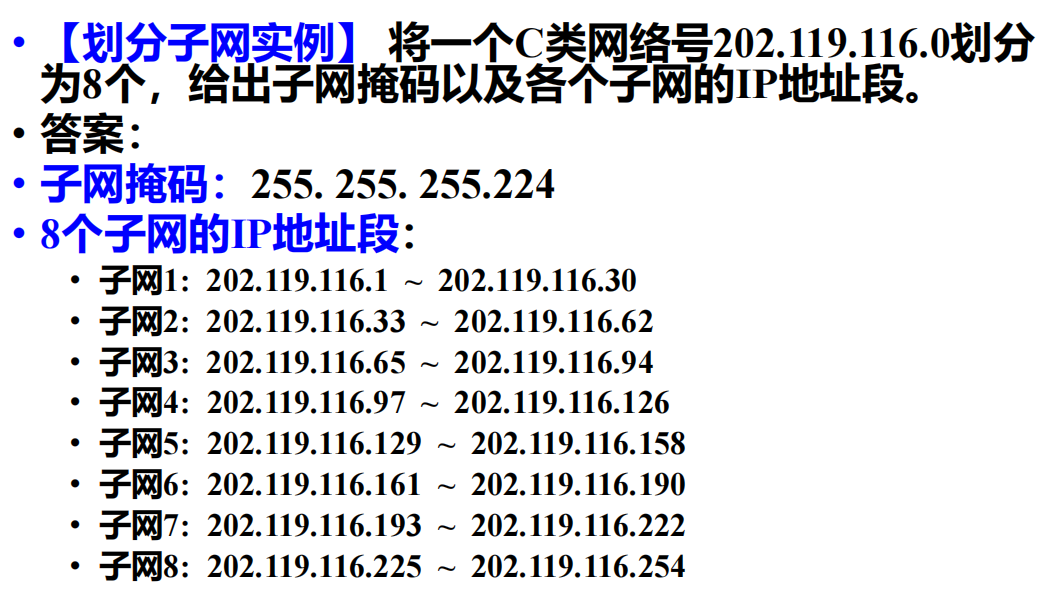 • 【划分子网实例】 将一个C类网络号202.119.116.0划分
为8个，给出子网掩码以及各个子网的IP地址段。
• 答案：
• 子网掩码：255. 255. 255.224
• 8个子网的IP地址段：
• 子网1: 202.119.116.1 ~ 202.119.116.30
• 子网2: 202.119.116.33 ~ 202.119.116.62
• 子网3: 202.119.116.65 ~ 202.119.116.94
• 子网4: 202.119.116.97 ~ 202.119.116.126
• 子网5: 202.119.116.129 ~ 202.119.116.158
• 子网6: 202.119.116.161 ~ 202.119.116.190
• 子网7: 202.119.116.193 ~ 202.119.116.222
• 子网8: 202.119.116.225 ~ 202.119.116.254